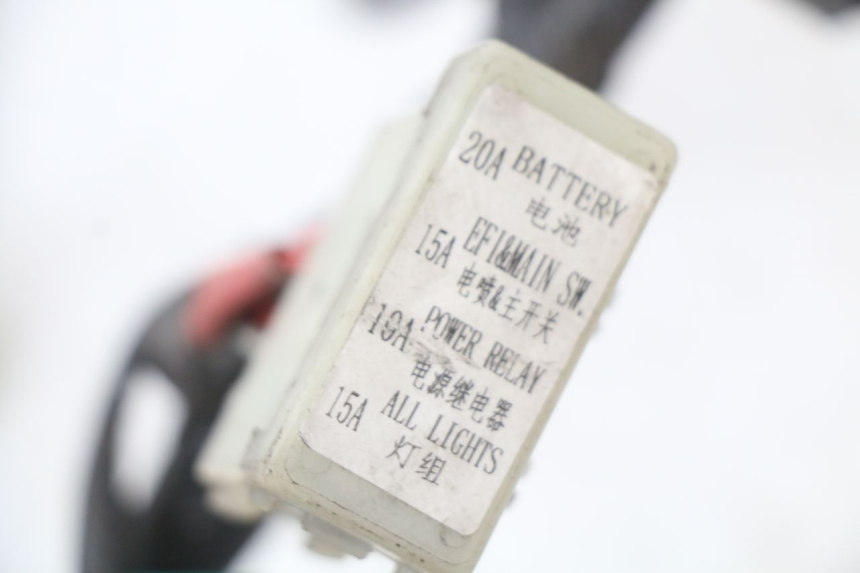 20A BATTERY
电池
15A EFI&MAIN SW.
电喷&主开关
10A POWER RELAY
电源继电器
15A ALL LIGHTS
灯组